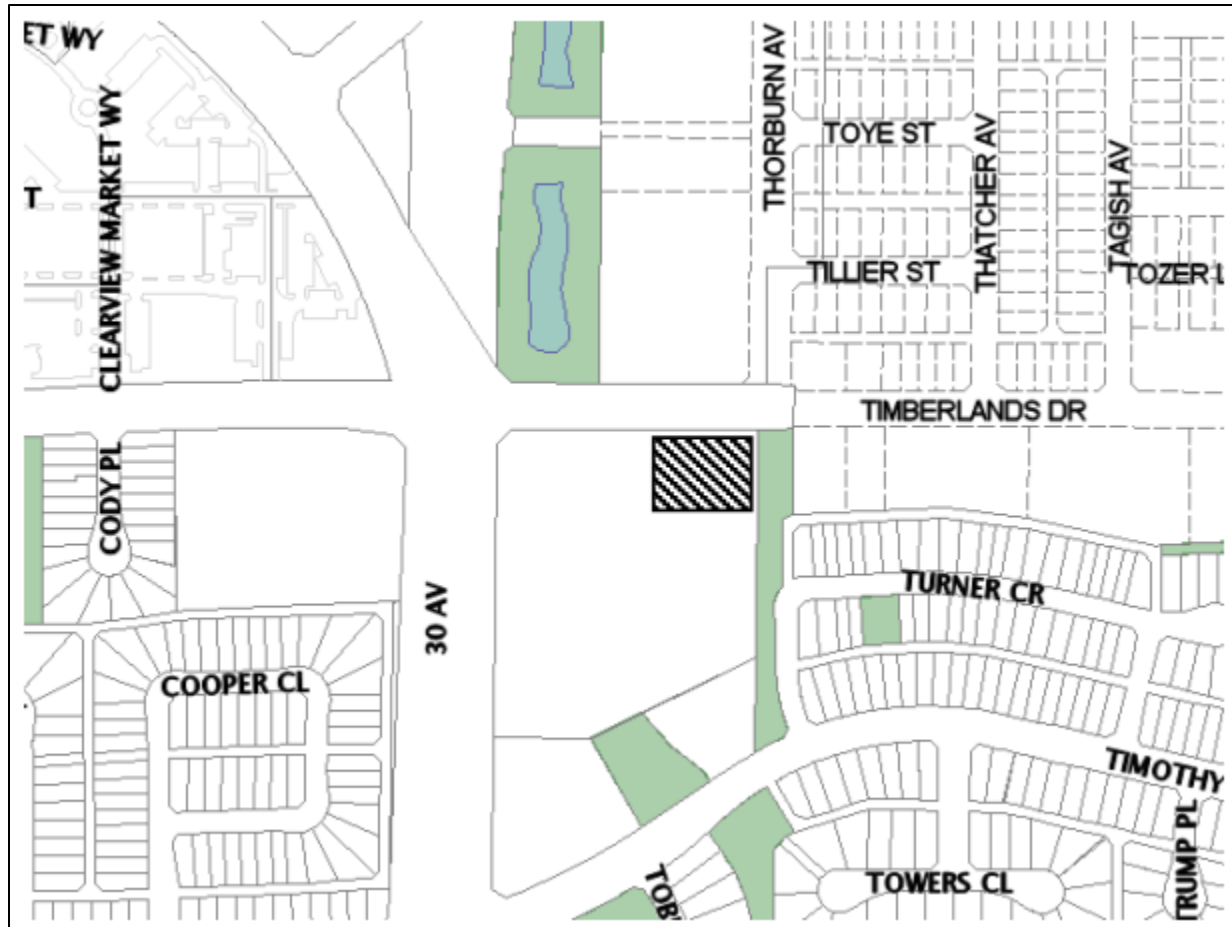 ET WY
CLEARVIEW MARKET WY
T
THORBURN AV
TOYE ST
THATCHER AV
TAGISH AV
TILLIER ST
TOZER L
TIMBERLANDS DR
CODY PL
30 AV
TURNER CR
COOPER CL
TIMOTHY
TRUMP PL
TOWERS CL
TOB